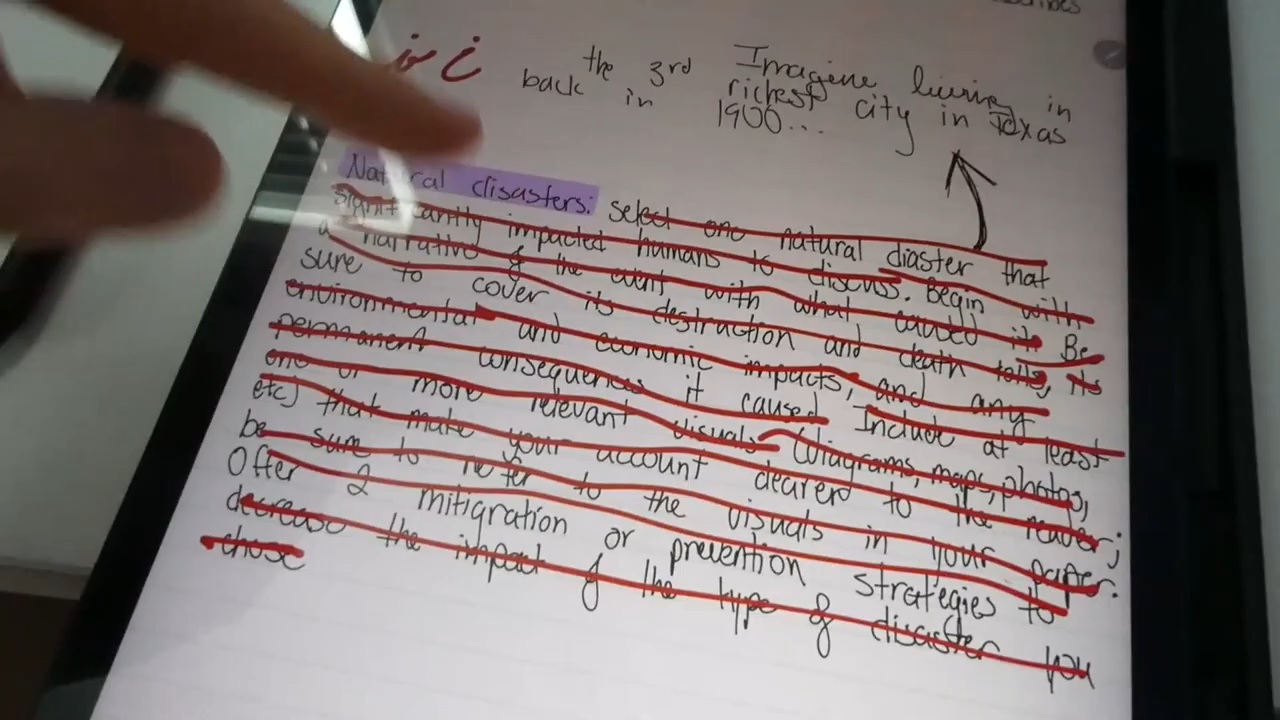 Imagine living in
the 3rd richest city in Texas
back in 1900...
Natural disasters: select one natural diaster that
significantly impacted humans to discuss. Begin with
a narrative of the event with what caused it. Be
sure to cover its destruction and death tolls, its
environmental and economic impacts, and any
permanent consequences it caused. Include at least
one or more relevant visuals (diagrams, maps, photos,
etc) that make your account clearer to the reader;
be sure to refer to the visuals in your paper.
Offer 2 mitigration or prevention strategies to
decrease the impact of the type of disaster you
chose